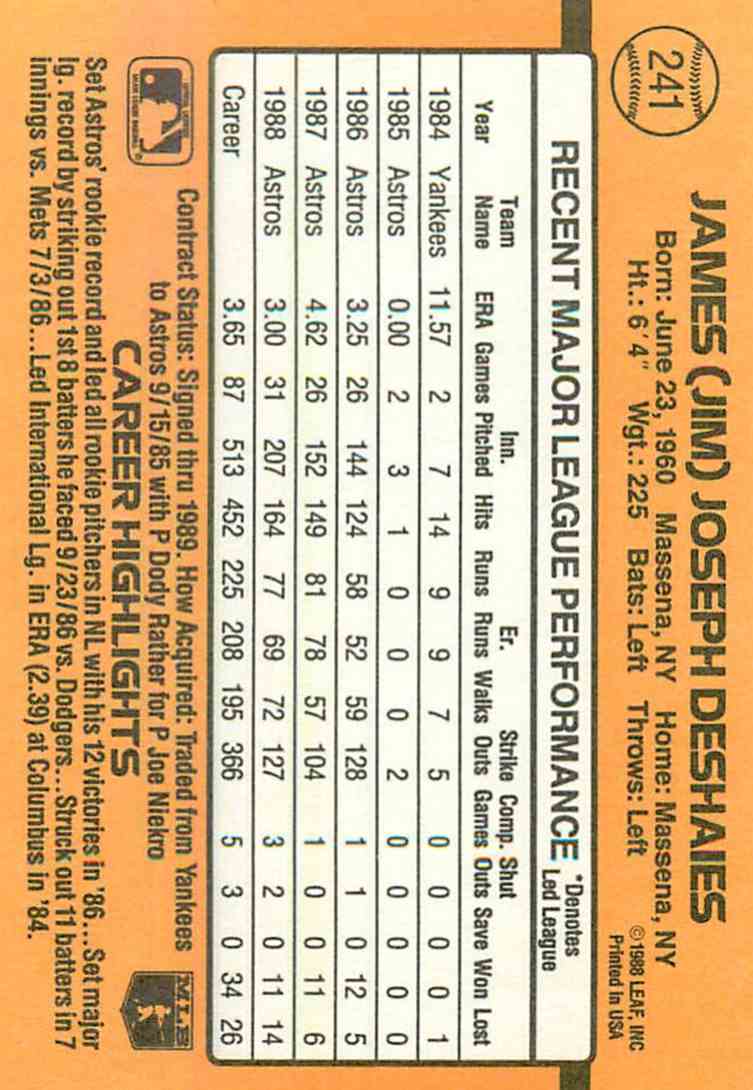 241
JAMES (JIM) JOSEPH DESHAIES
Born: June 23, 1960 Massena, NY Home: Massena, NY
Ht.: 6'4" Wgt.: 225 Bats: Left Throws: Left
©1988 LEAF, INC
Printed in USA
RECENT MAJOR LEAGUE PERFORMANCE *Denotes
Led League
Team Inn. Er. Strike Comp. Shut
Year Name ERA Games Pitched Hits Runs Runs Walks Outs Games Outs Save Won Lost
1984 Yankees 11.57 2 7 14 9 9 7 5 0 0 0 0 1
1985 Astros 0.00 2 3 1 0 0 0 2 0 0 0 0 0
1986 Astros 3.25 26 144 124 58 52 59 128 1 1 0 12 5
1987 Astros 4.62 26 152 149 81 78 57 104 1 0 0 11 6
1988 Astros 3.00 31 207 164 77 69 72 127 3 2 0 11 14
Career 3.65 87 513 452 225 208 195 366 5 3 0 34 26
Contract Status: Signed thru 1989. How Acquired: Traded from Yankees
to Astros 9/15/85 with P Dody Rather for P Joe Niekro
M.L.B.
CAREER HIGHLIGHTS
Set Astros' rookie record and led all rookie pitchers in NL with his 12 victories in '86...Set major
lg. record by striking out 1st 8 batters he faced 9/23/86 vs. Dodgers...Struck out 11 batters in 7
innings vs. Mets 7/3/86...Led International Lg. in ERA (2.39) at Columbus in '84.